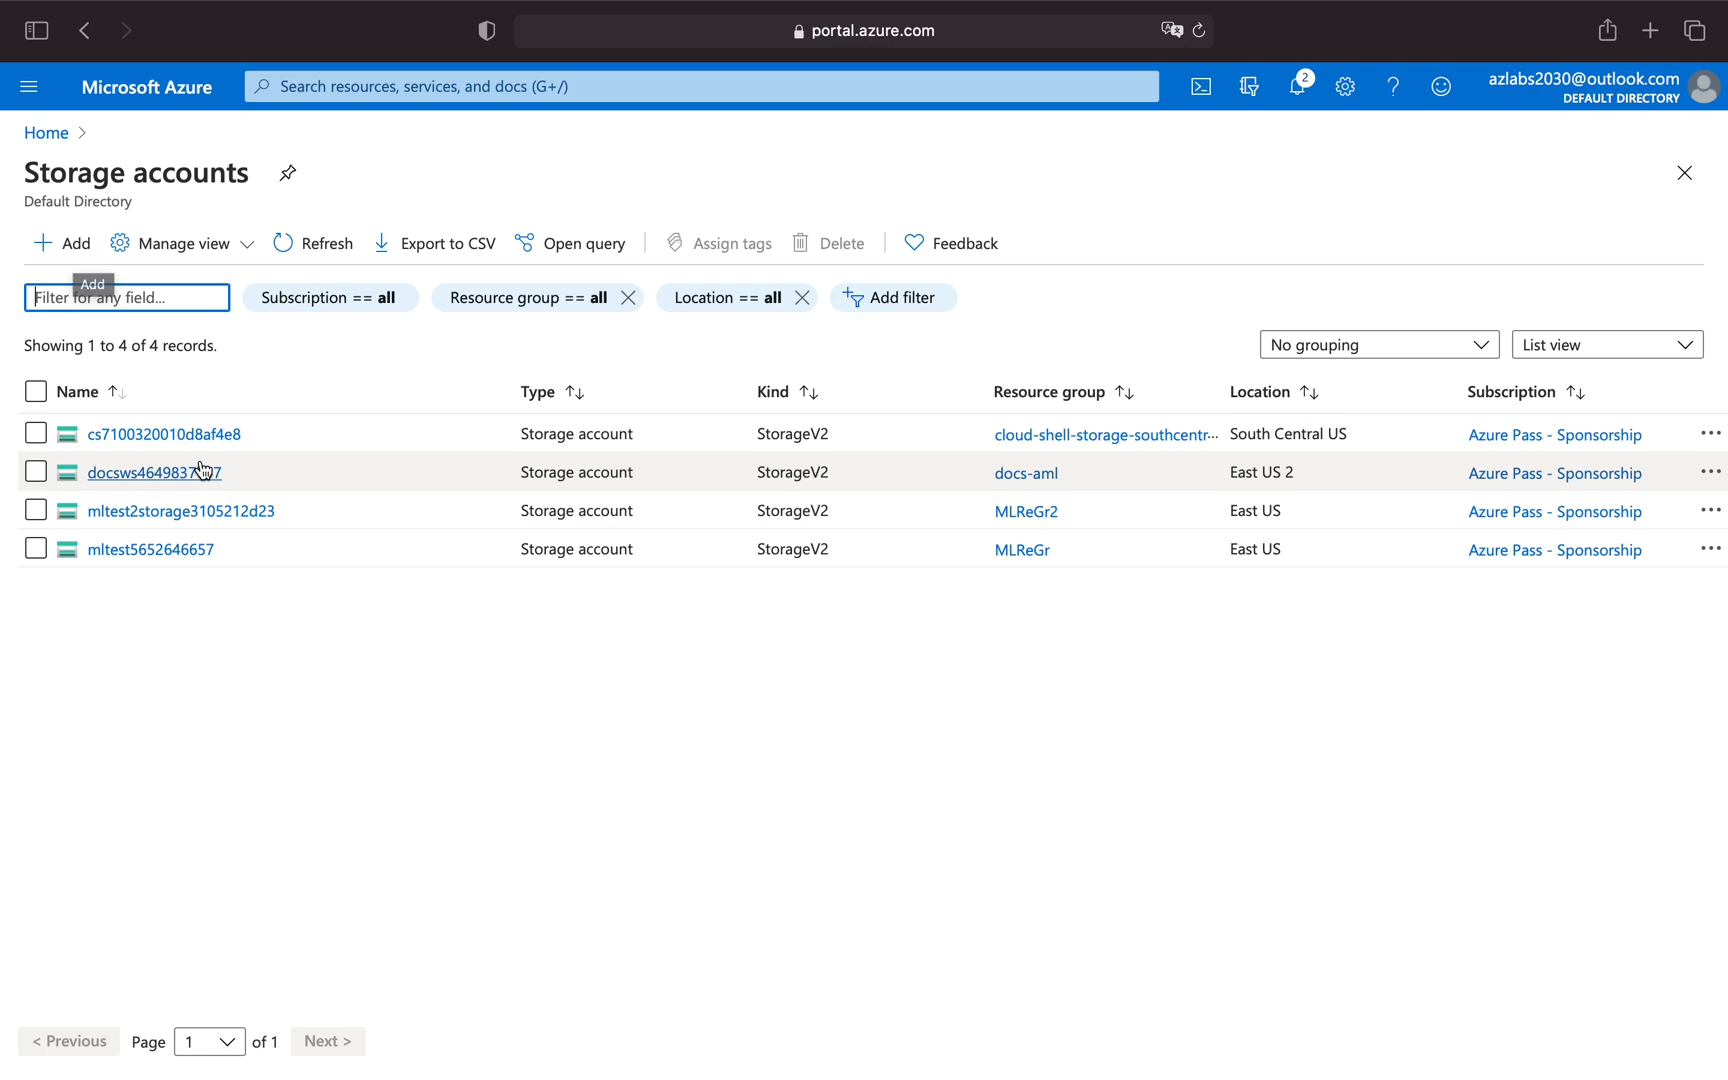 portal.azure.com
Microsoft Azure
Search resources, services, and docs (G+/)
2
azlabs2030@outlook.com
DEFAULT DIRECTORY
Home >
Storage accounts
Default Directory
Add Manage view Refresh Export to CSV Open query Assign tags Delete Feedback
Add
Filter for any field... Subscription == all Resource group == all Location == all Add filter
Showing 1 to 4 of 4 records. No grouping List view
Name Type Kind Resource group Location Subscription
cs7100320010d8af4e8 Storage account StorageV2 cloud-shell-storage-southcentr... South Central US Azure Pass - Sponsorship
Storage account StorageV2 docs-aml East US 2 Azure Pass - Sponsorship
mltest2storage3105212d23 Storage account StorageV2 MLReGr2 East US Azure Pass - Sponsorship
mltest5652646657 Storage account StorageV2 MLReGr East US Azure Pass - Sponsorship
< Previous Page 1 of 1 Next >